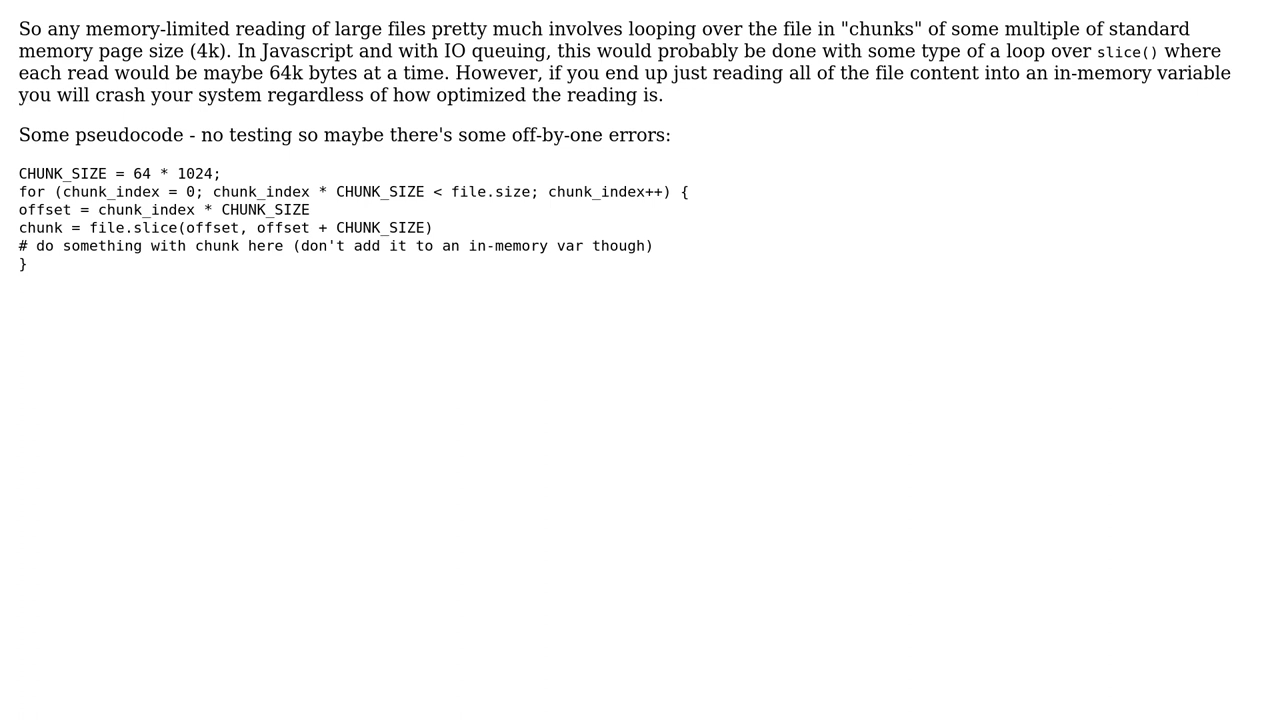 So any memory-limited reading of large files pretty much involves looping over the file in "chunks" of some multiple of standard
memory page size (4k). In Javascript and with IO queuing, this would probably be done with some type of a loop over slice() where
each read would be maybe 64k bytes at a time. However, if you end up just reading all of the file content into an in-memory variable
you will crash your system regardless of how optimized the reading is.
Some pseudocode - no testing so maybe there's some off-by-one errors:
CHUNK_SIZE = 64 * 1024;
for (chunk_index = 0; chunk_index * CHUNK_SIZE < file.size; chunk_index++) {
offset = chunk_index * CHUNK_SIZE
chunk = file.slice(offset, offset + CHUNK_SIZE)
# do something with chunk here (don't add it to an in-memory var though)
}